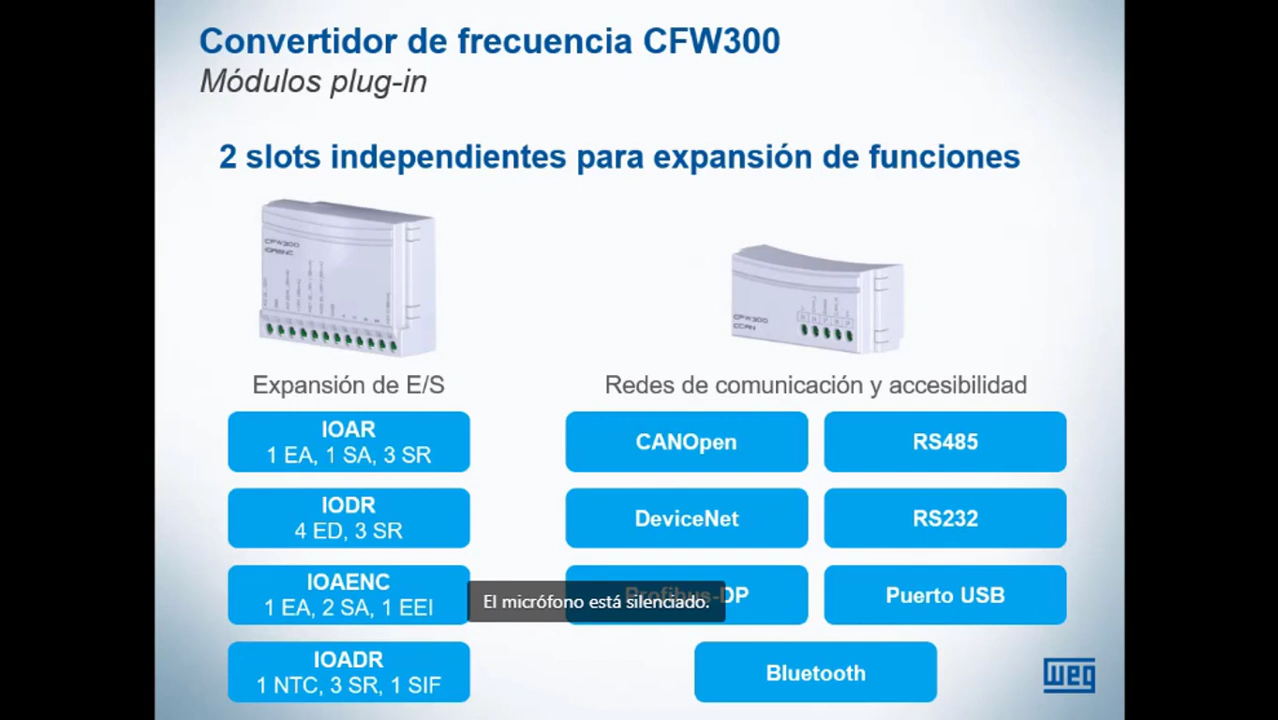 Convertidor de frecuencia CFW300
Módulos plug-in
2 slots independientes para expansión de funciones
CFW300
CFW300
CCAN
Expansión de E/S
Redes de comunicación y accesibilidad
IOAR
1 EA, 1 SA, 3 SR
CANOpen
RS485
IODR
4 ED, 3 SR
DeviceNet
RS232
IOAENC
1 EA, 2 SA, 1 EEI
El micrófono está silenciado.
Profibus-DP
Puerto USB
IOADR
1 NTC, 3 SR, 1 SIF
Bluetooth
WEG